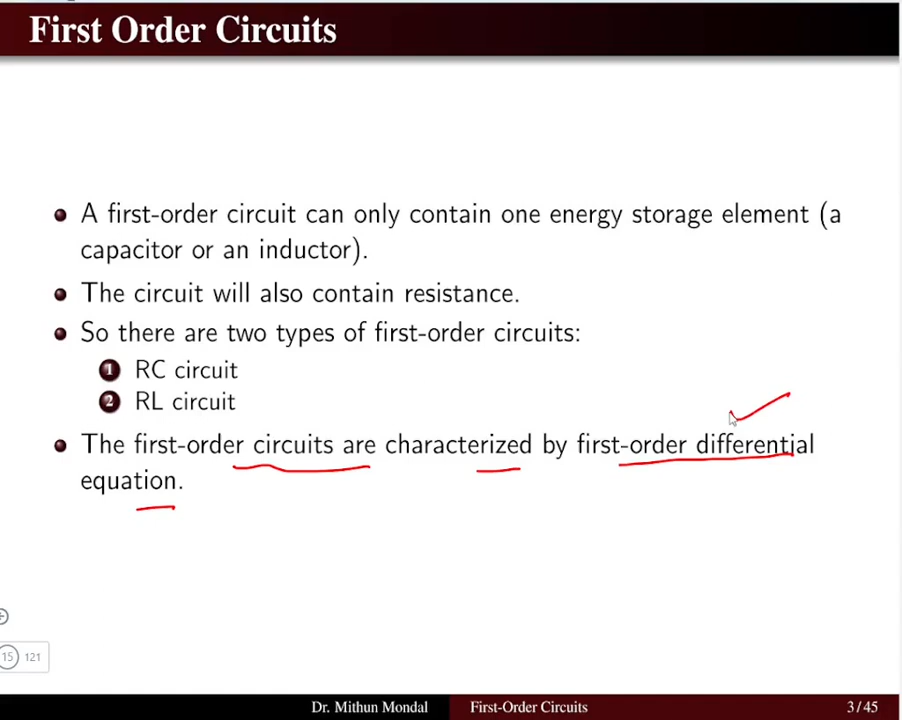 First Order Circuits
A first-order circuit can only contain one energy storage element (a
capacitor or an inductor).
The circuit will also contain resistance.
So there are two types of first-order circuits:
1 RC circuit
2 RL circuit
The first-order circuits are characterized by first-order differential
equation.
15 121
Dr. Mithun Mondal First-Order Circuits 3/45